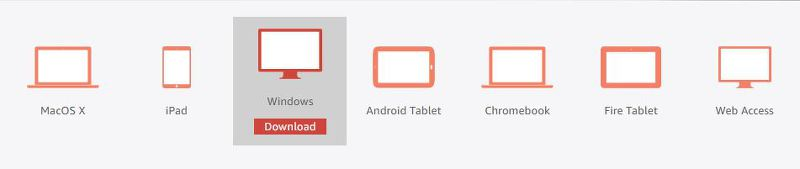 MacOS X
iPad
Windows
Download
Android Tablet
Chromebook
Fire Tablet
Web Access